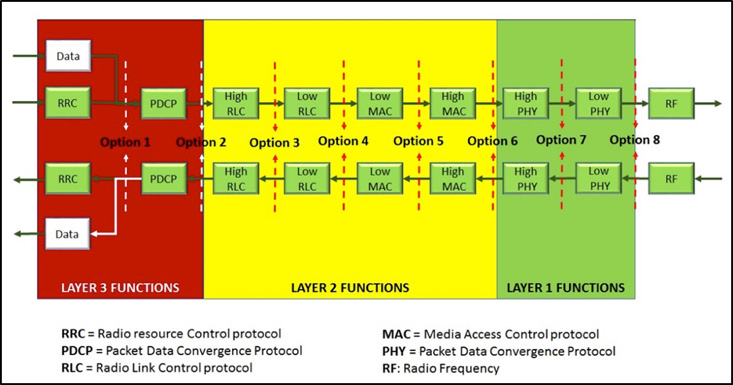 Data
RRC
PDCP
High RLC
Low RLC
Low MAC
High MAC
High PHY
Low PHY
RF
Option 1
Option 2
Option 3
Option 4
Option 5
Option 6
Option 7
Option 8
RRC
PDCP
High RLC
Low RLC
Low MAC
High MAC
High PHY
Low PHY
RF
Data
LAYER 3 FUNCTIONS
LAYER 2 FUNCTIONS
LAYER 1 FUNCTIONS
RRC = Radio resource Control protocol
PDCP = Packet Data Convergence Protocol
RLC = Radio Link Control protocol
MAC = Media Access Control protocol
PHY = Packet Data Convergence Protocol
RF: Radio Frequency